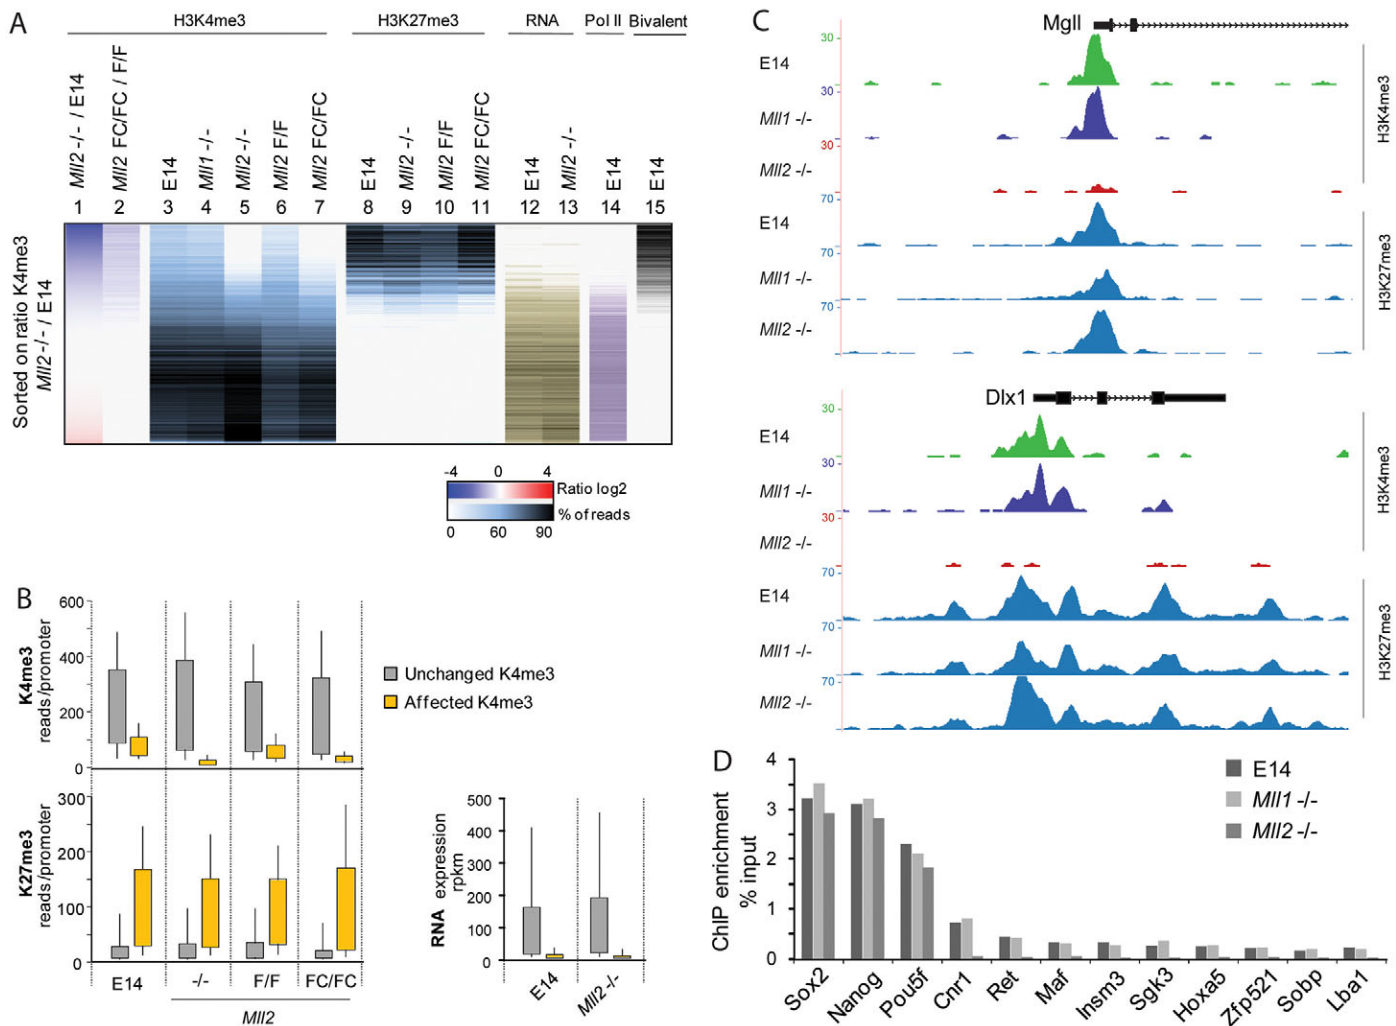 A
H3K4me3
H3K27me3
RNA
Pol II
Bivalent
Mll2 -/- / E14
Mll2 FC/FC / F/F
E14
Mll1 -/-
Mll2 -/-
Mll2 F/F
Mll2 FC/FC
E14
Mll2 -/-
Mll2 F/F
Mll2 FC/FC
E14
Mll2 -/-
E14
E14
1 2 3 4 5 6 7 8 9 10 11 12 13 14 15
Sorted on ratio K4me3
Mll2 -/- / E14
-4 0 4
Ratio log2
% of reads
0 60 90
B
K4me3
reads/promoter
600
400
200
0
Unchanged K4me3
Affected K4me3
K27me3
reads/promoter
300
200
100
0
E14 -/- F/F FC/FC
Mll2
RNA expression
rpkm
500
400
300
200
100
0
E14
Mll2 -/-
C
Mgll
30
E14
30
Mll1 -/-
30
Mll2 -/-
H3K4me3
70
E14
70
Mll1 -/-
70
Mll2 -/-
H3K27me3
Dlx1
30
E14
30
Mll1 -/-
30
Mll2 -/-
H3K4me3
70
E14
70
Mll1 -/-
70
Mll2 -/-
H3K27me3
D
ChIP enrichment
% input
4
3
2
1
0
E14
Mll1 -/-
Mll2 -/-
Sox2
Nanog
Pou5f
Cnr1
Ret
Maf
Insm3
Sgk3
Hoxa5
Zfp521
Sobp
Lba1